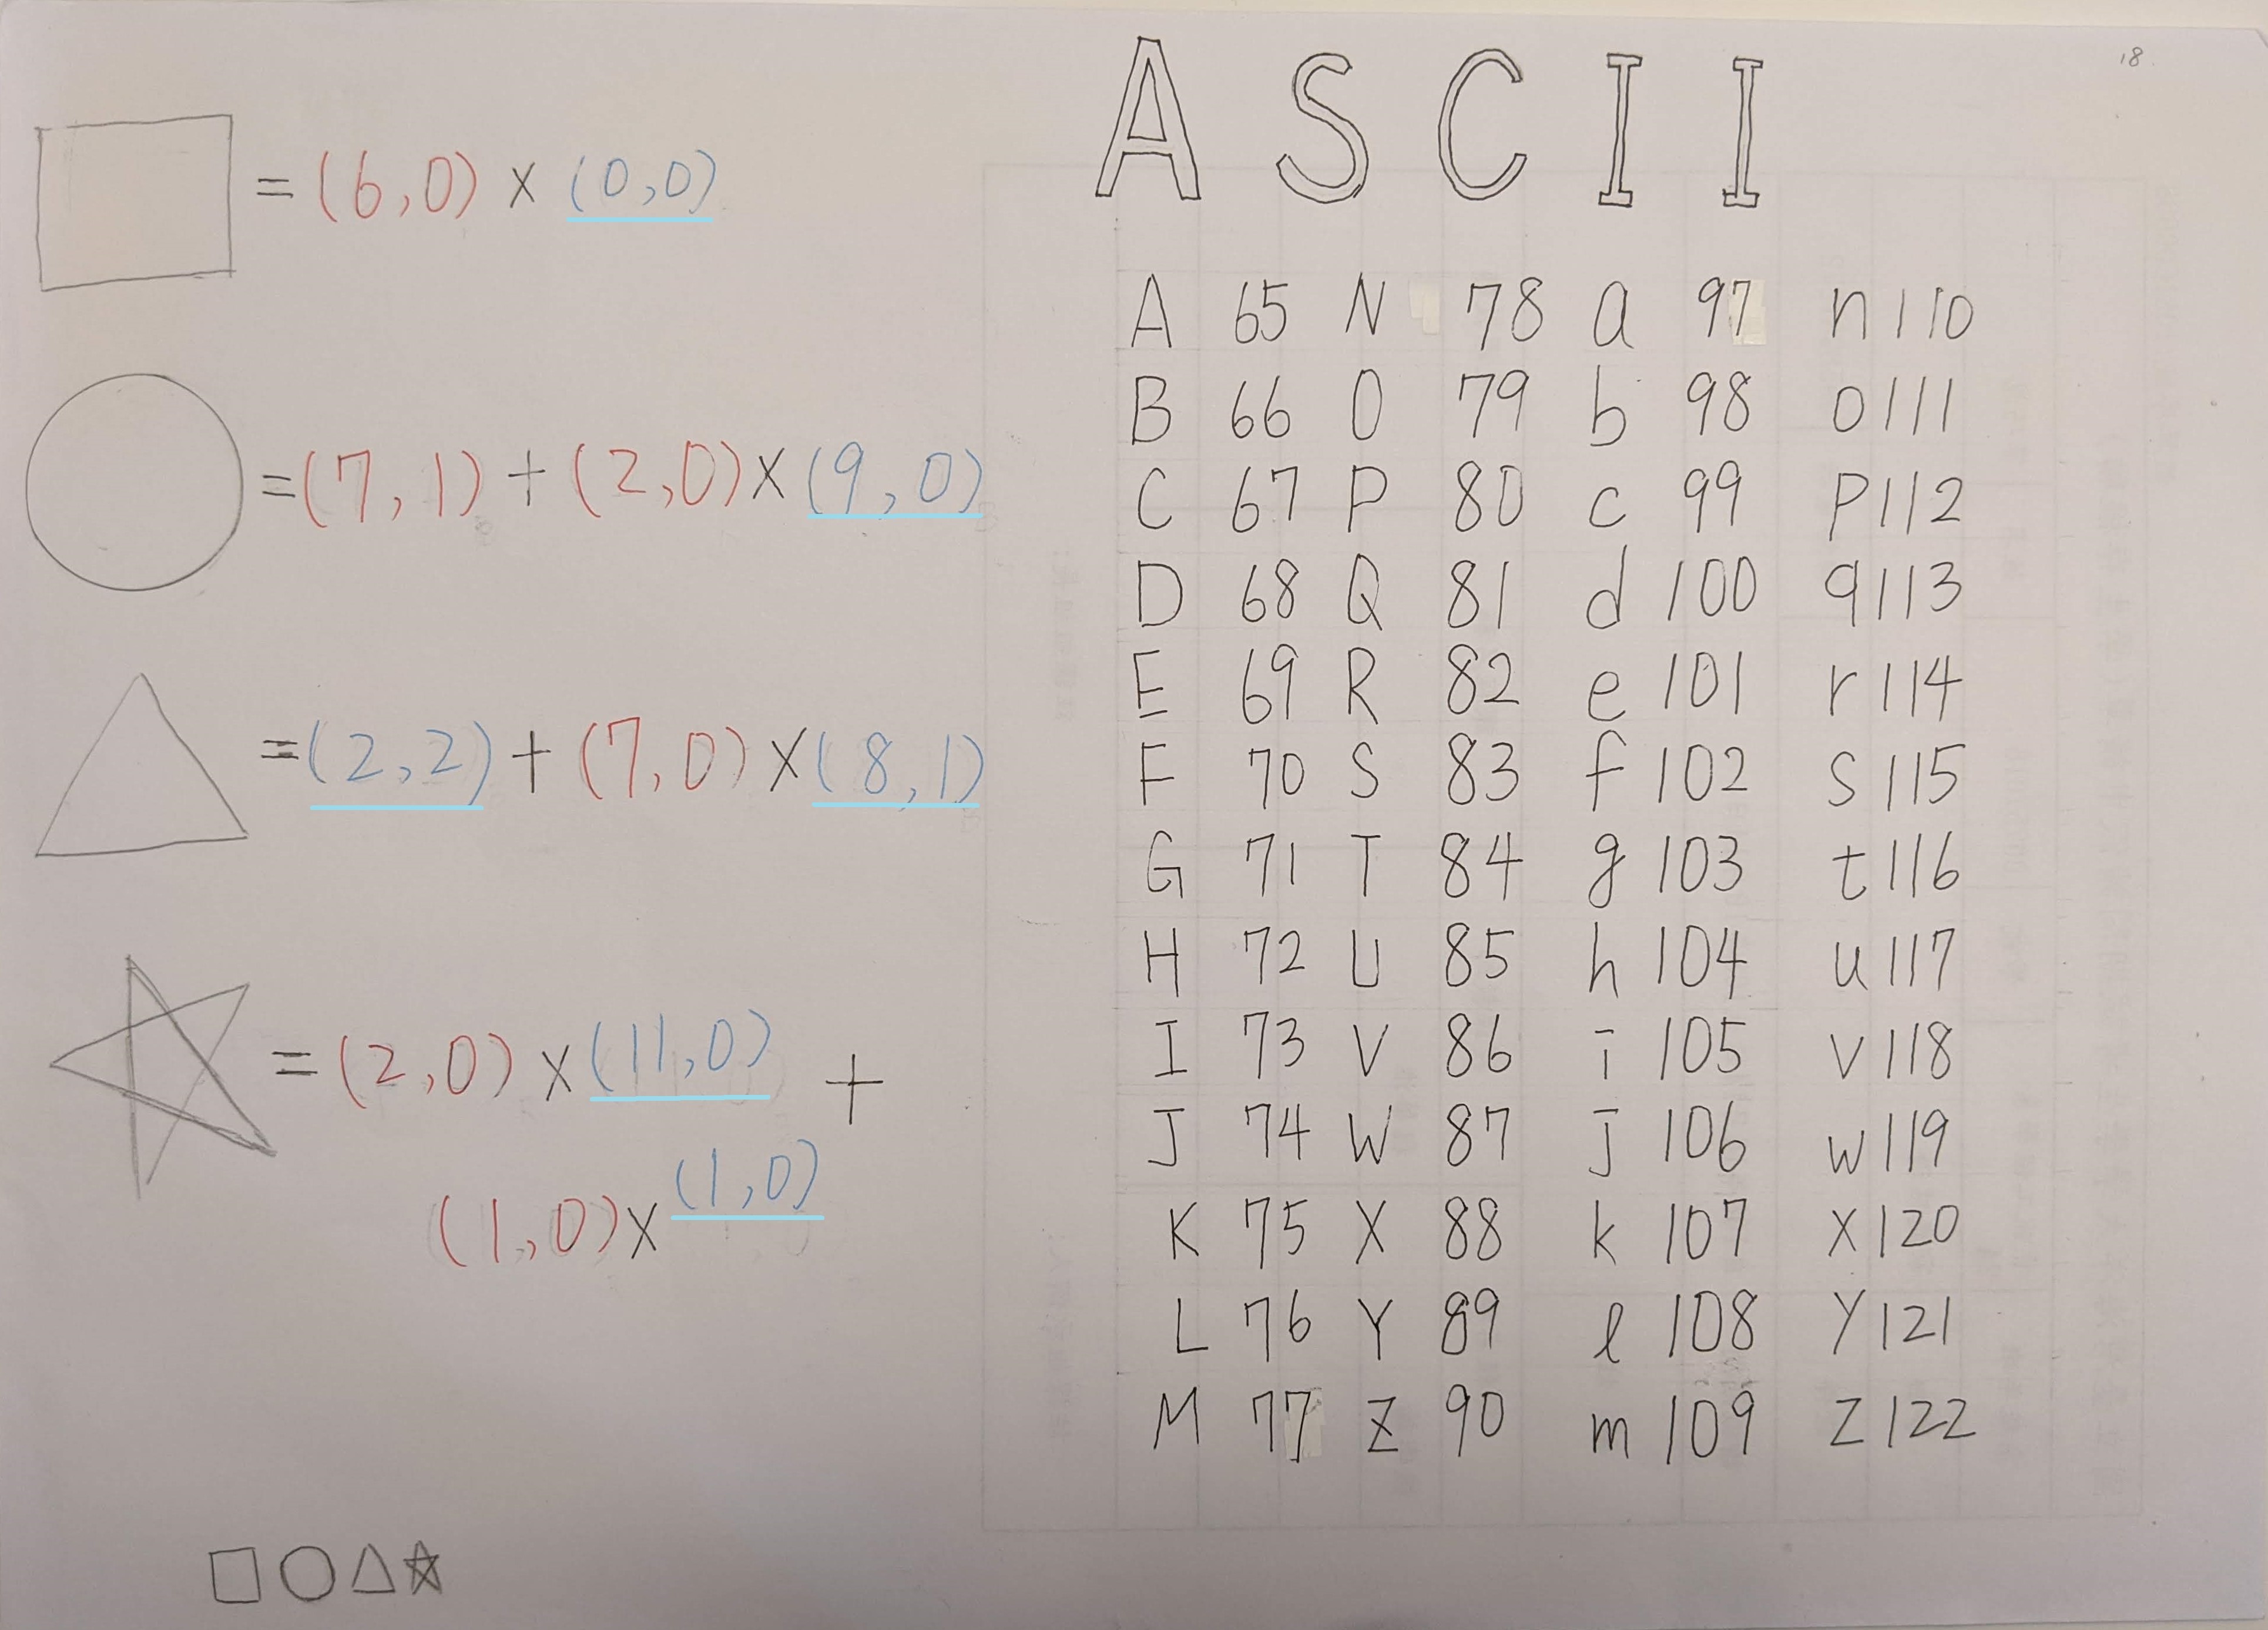 18
ASCII
= (6,0) × (0,0)
= (7,1) + (2,0) × (9,0)
= (2,2) + (7,0) × (8,1)
= (2,0) × (11,0) +
(1,0) × (1,0)
A 65 N 78 a 97 n 110
B 66 O 79 b 98 o 111
C 67 P 80 c 99 p 112
D 68 Q 81 d 100 q 113
E 69 R 82 e 101 r 114
F 70 S 83 f 102 s 115
G 71 T 84 g 103 t 116
H 72 U 85 h 104 u 117
I 73 V 86 i 105 v 118
J 74 W 87 j 106 w 119
K 75 X 88 k 107 x 120
L 76 Y 89 l 108 y 121
M 77 Z 90 m 109 z 122